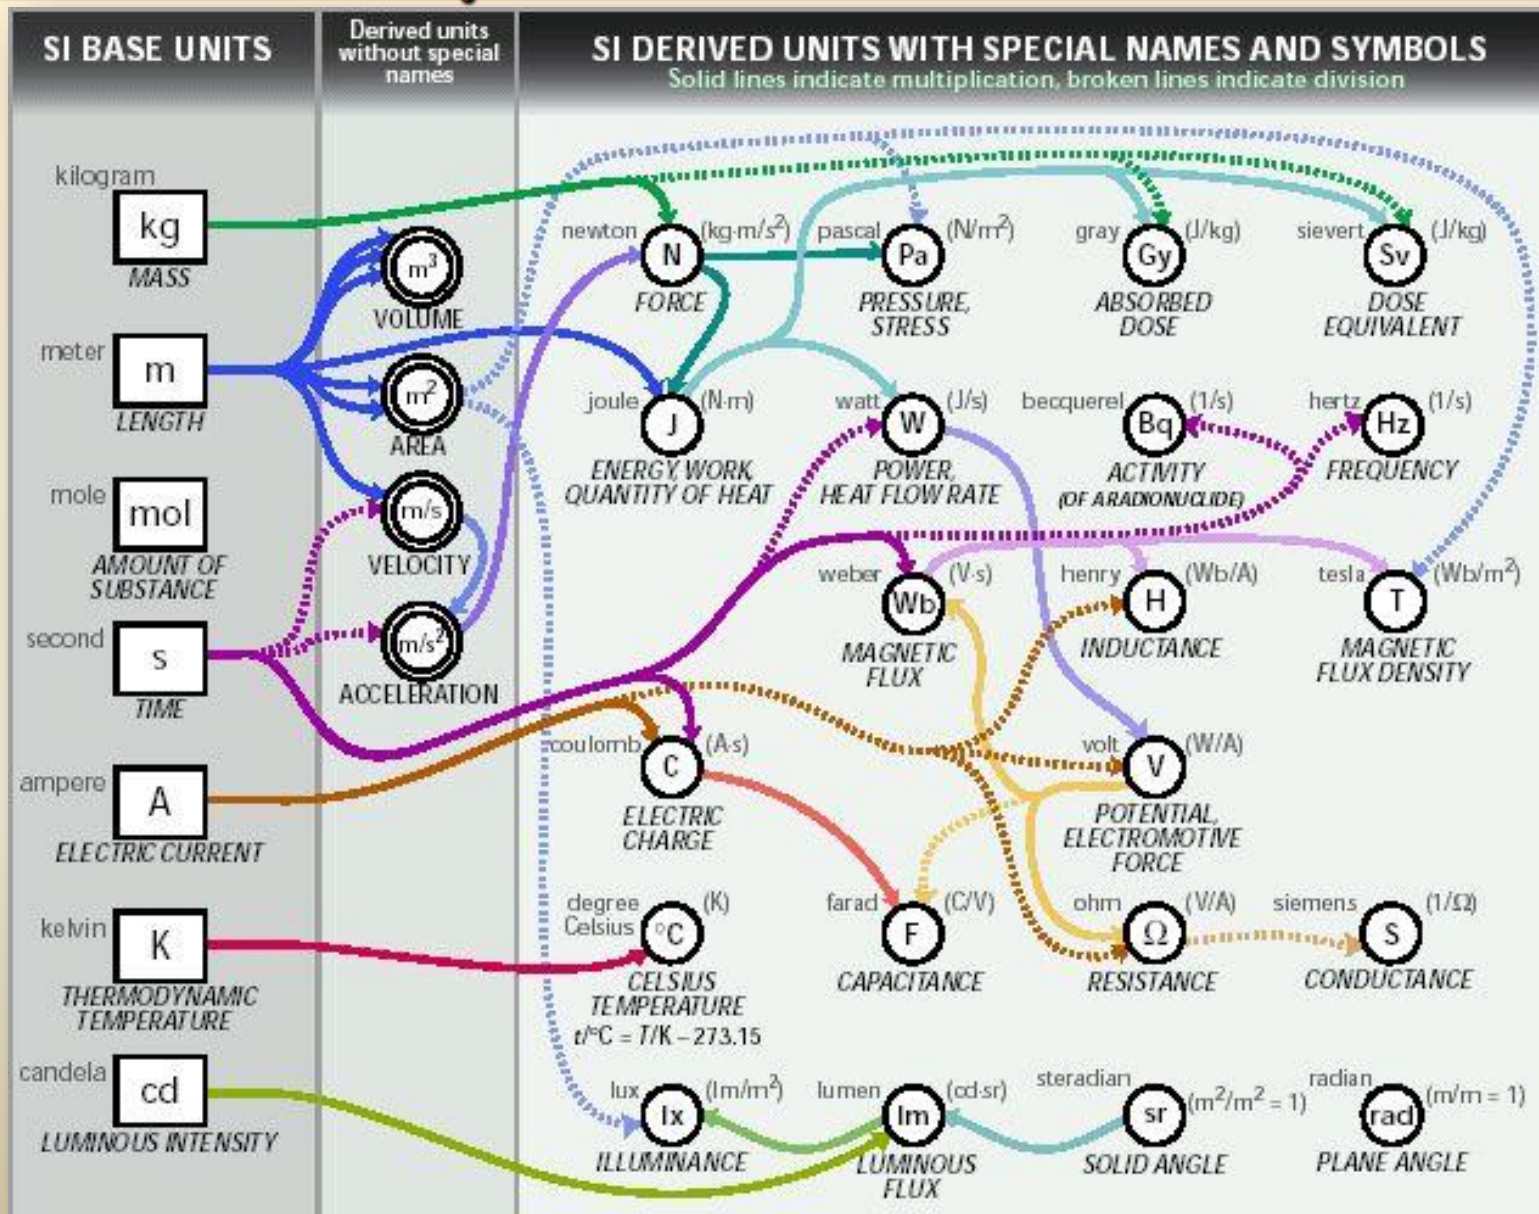 SI BASE UNITS
Derived units
without special
names
SI DERIVED UNITS WITH SPECIAL NAMES AND SYMBOLS
Solid lines indicate multiplication, broken lines indicate division
kilogram
kg
MASS
meter
m
LENGTH
mole
mol
AMOUNT OF
SUBSTANCE
second
s
TIME
ampere
A
ELECTRIC CURRENT
kelvin
K
THERMODYNAMIC
TEMPERATURE
candela
cd
LUMINOUS INTENSITY
m³
VOLUME
m²
AREA
m/s
VELOCITY
m/s²
ACCELERATION
newton
N
(kg·m/s²)
FORCE
pascal
Pa
(N/m²)
PRESSURE,
STRESS
gray
Gy
(J/kg)
ABSORBED
DOSE
sievert
Sv
(J/kg)
DOSE
EQUIVALENT
joule
J
(N·m)
ENERGY, WORK,
QUANTITY OF HEAT
watt
W
(J/s)
POWER,
HEAT FLOW RATE
becquerel
Bq
(1/s)
ACTIVITY
(OF ARADIONUCLIDE)
hertz
Hz
(1/s)
FREQUENCY
weber
Wb
(V·s)
MAGNETIC
FLUX
henry
H
(Wb/A)
INDUCTANCE
tesla
T
(Wb/m²)
MAGNETIC
FLUX DENSITY
coulomb
C
(A·s)
ELECTRIC
CHARGE
volt
V
(W/A)
POTENTIAL,
ELECTROMOTIVE
FORCE
degree
Celsius
°C
(K)
CELSIUS
TEMPERATURE
t/°C = T/K – 273.15
farad
F
(C/V)
CAPACITANCE
ohm
Ω
(V/A)
RESISTANCE
siemens
S
(1/Ω)
CONDUCTANCE
lux
lx
(lm/m²)
ILLUMINANCE
lumen
lm
(cd·sr)
LUMINOUS
FLUX
steradian
sr
(m²/m² = 1)
SOLID ANGLE
radian
rad
(m/m = 1)
PLANE ANGLE